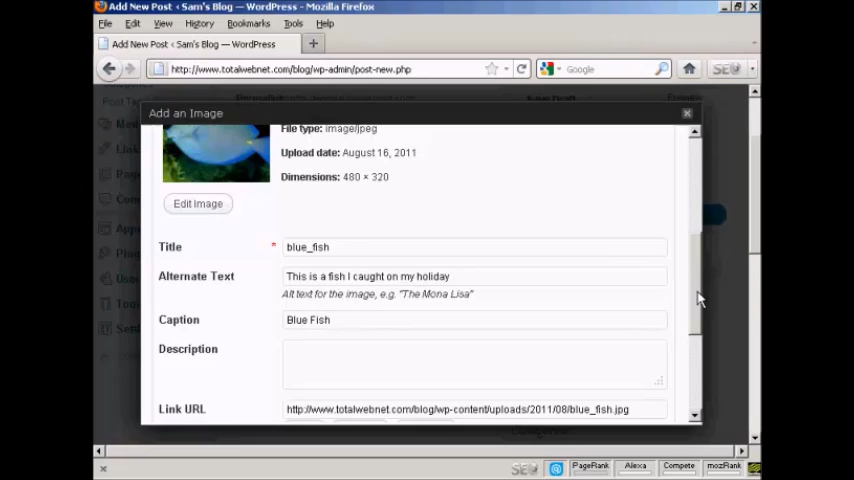 Add New Post ‹ Sam's Blog — WordPress - Mozilla Firefox
File Edit View History Bookmarks Tools Help
Add New Post ‹ Sam's Blog — WordPress
http://www.totalwebnet.com/blog/wp-admin/post-new.php
Google
Add an Image
File type: image/jpeg
Upload date: August 16, 2011
Dimensions: 480 × 320
Edit Image
Title * blue_fish
Alternate Text This is a fish I caught on my holiday
Alt text for the image, e.g. "The Mona Lisa"
Caption Blue Fish
Description
Link URL http://www.totalwebnet.com/blog/wp-content/uploads/2011/08/blue_fish.jpg
PageRank Alexa Compete mozRank